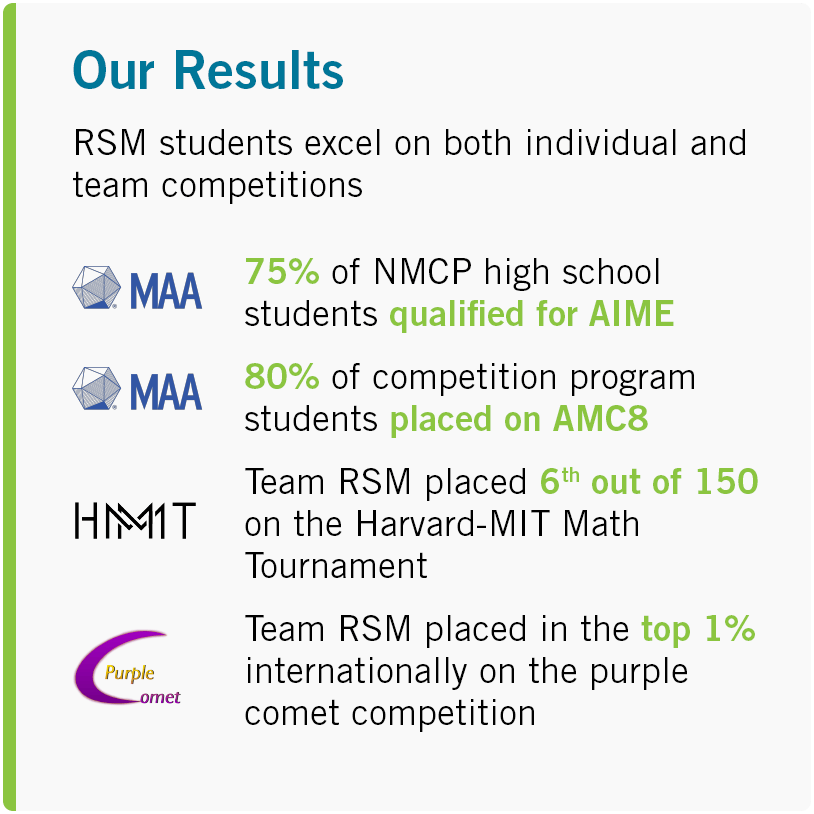 Our Results
RSM students excel on both individual and
team competitions
MAA
75% of NMCP high school
students qualified for AIME
MAA
80% of competition program
students placed on AMC8
HMMT
Team RSM placed 6th out of 150
on the Harvard-MIT Math
Tournament
Purple
Comet
Team RSM placed in the top 1%
internationally on the purple
comet competition